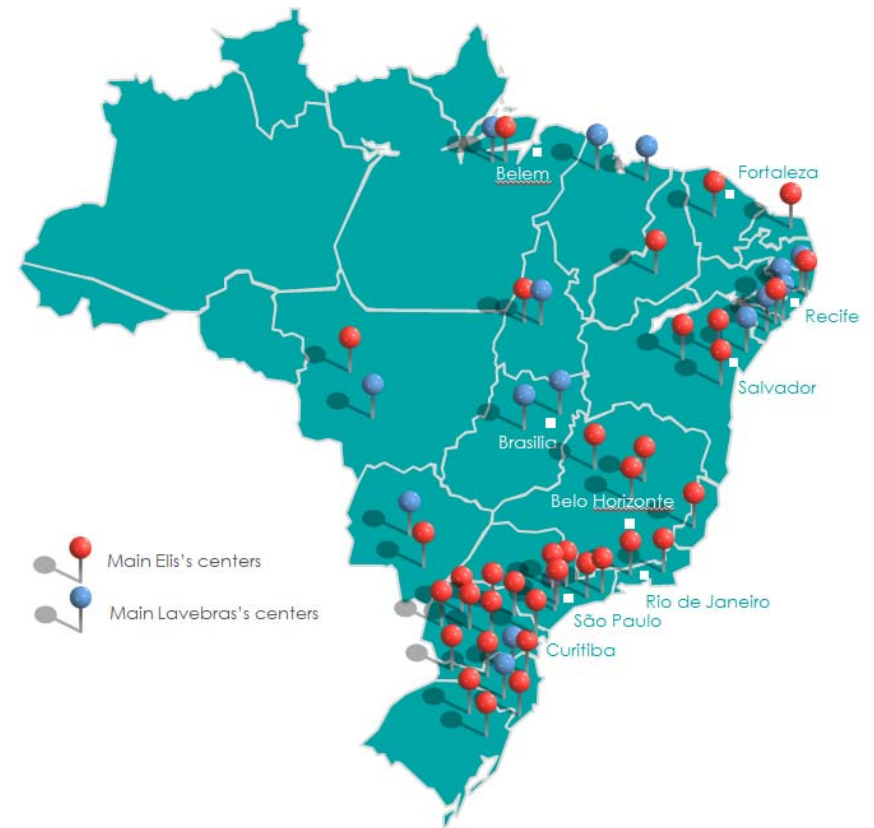 Belem
Fortaleza
Recife
Salvador
Brasilia
Belo Horizonte
Main Elis's centers
Main Lavebras's centers
Rio de Janeiro
São Paulo
Curitiba